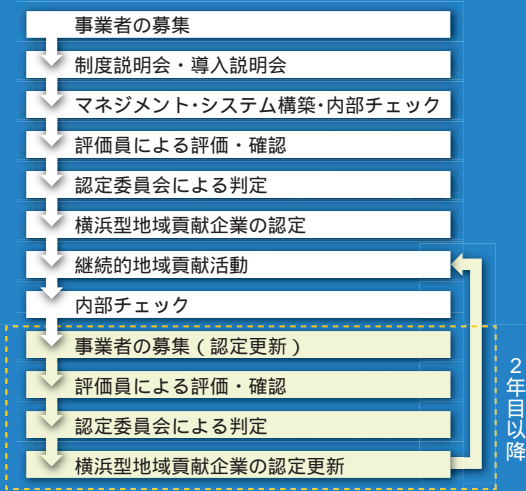 事業者の募集
制度説明会・導入説明会
マネジメント・システム構築・内部チェック
評価員による評価・確認
認定委員会による判定
横浜型地域貢献企業の認定
継続的地域貢献活動
内部チェック
事業者の募集（認定更新）
評価員による評価・確認
認定委員会による判定
横浜型地域貢献企業の認定更新
2年目以降